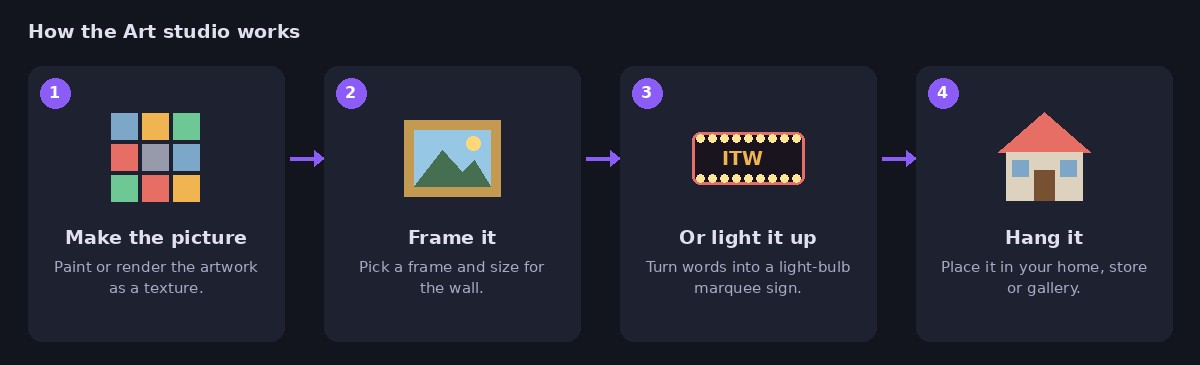 How the Art studio works
1
Make the picture
Paint or render the artwork
as a texture.
2
Frame it
Pick a frame and size for
the wall.
3
ITW
Or light it up
Turn words into a light-bulb
marquee sign.
4
Hang it
Place it in your home, store
or gallery.